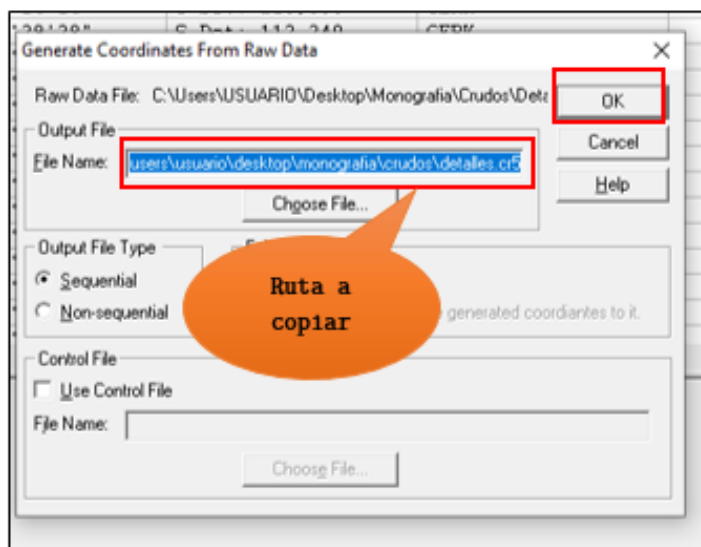 Generate Coordinates From Raw Data
Raw Data File: C:\Users\USUARIO\Desktop\Monografia\Crudos\Deta
OK
Output File
Cancel
File Name: users\usuario\desktop\monografia\crudos\detalles.cr5
Help
Choose File...
Output File Type
Sequential
Non-sequential
generated coordiantes to it.
Ruta a
copiar
Control File
Use Control File
File Name:
Choose File...